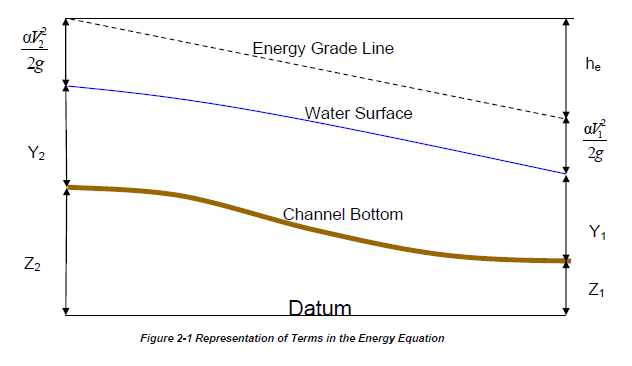 αV₂²
2g
Energy Grade Line
hₑ
Water Surface
αV₁²
2g
Y₂
Channel Bottom
Y₁
Z₂
Z₁
Datum
Figure 2-1 Representation of Terms in the Energy Equation